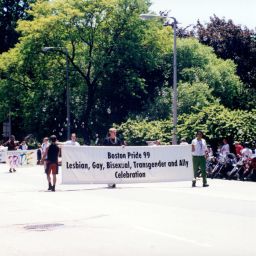 Boston Pride 99
Lesbian, Gay, Bisexual, Transgender and Ally
Celebration